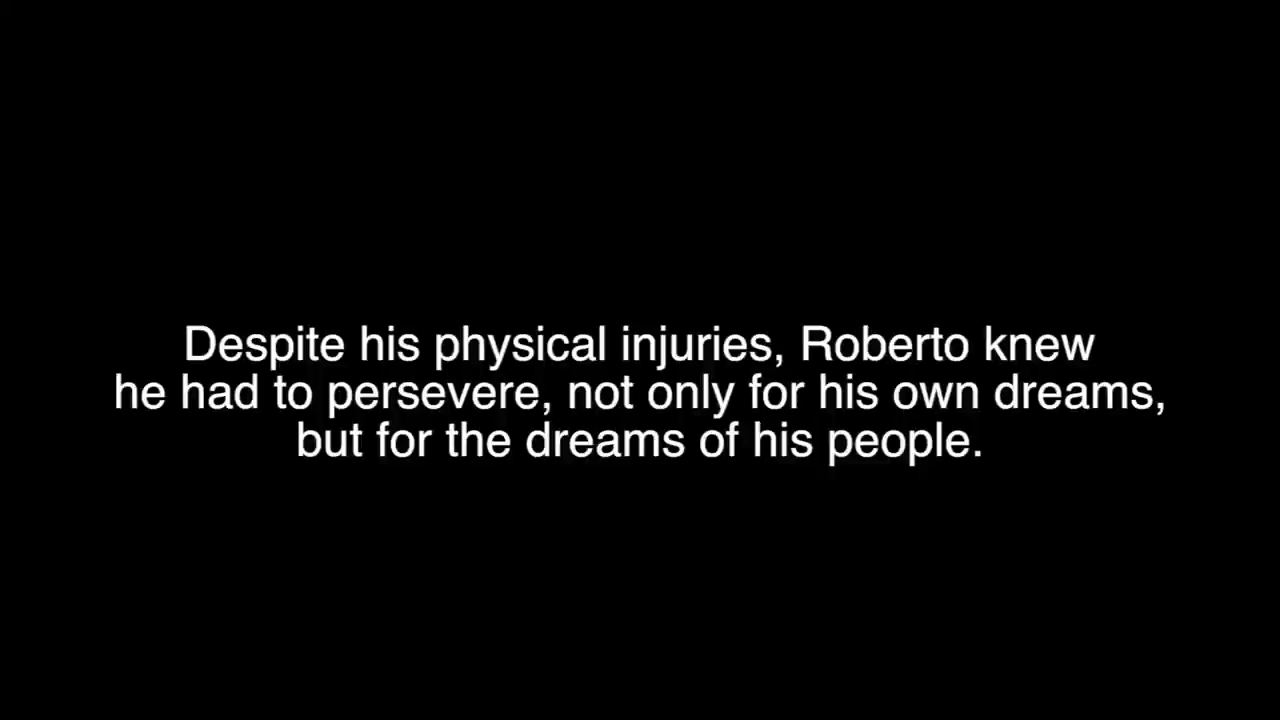 Despite his physical injuries, Roberto knew
he had to persevere, not only for his own dreams,
but for the dreams of his people.